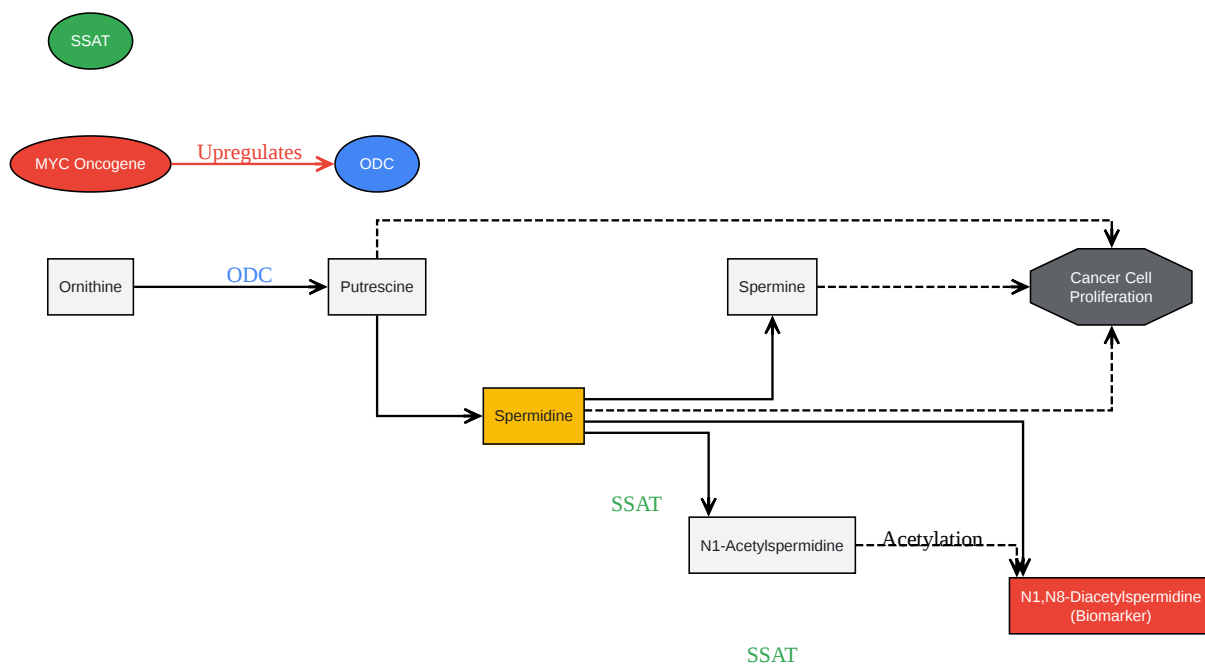 SSAT
MYC Oncogene
Upregulates
ODC
Ornithine
ODC
Putrescine
Spermine
Cancer Cell
Proliferation
Spermidine
SSAT
N1-Acetylspermidine
Acetylation
N1,N8-Diacetylspermidine
(Biomarker)
SSAT